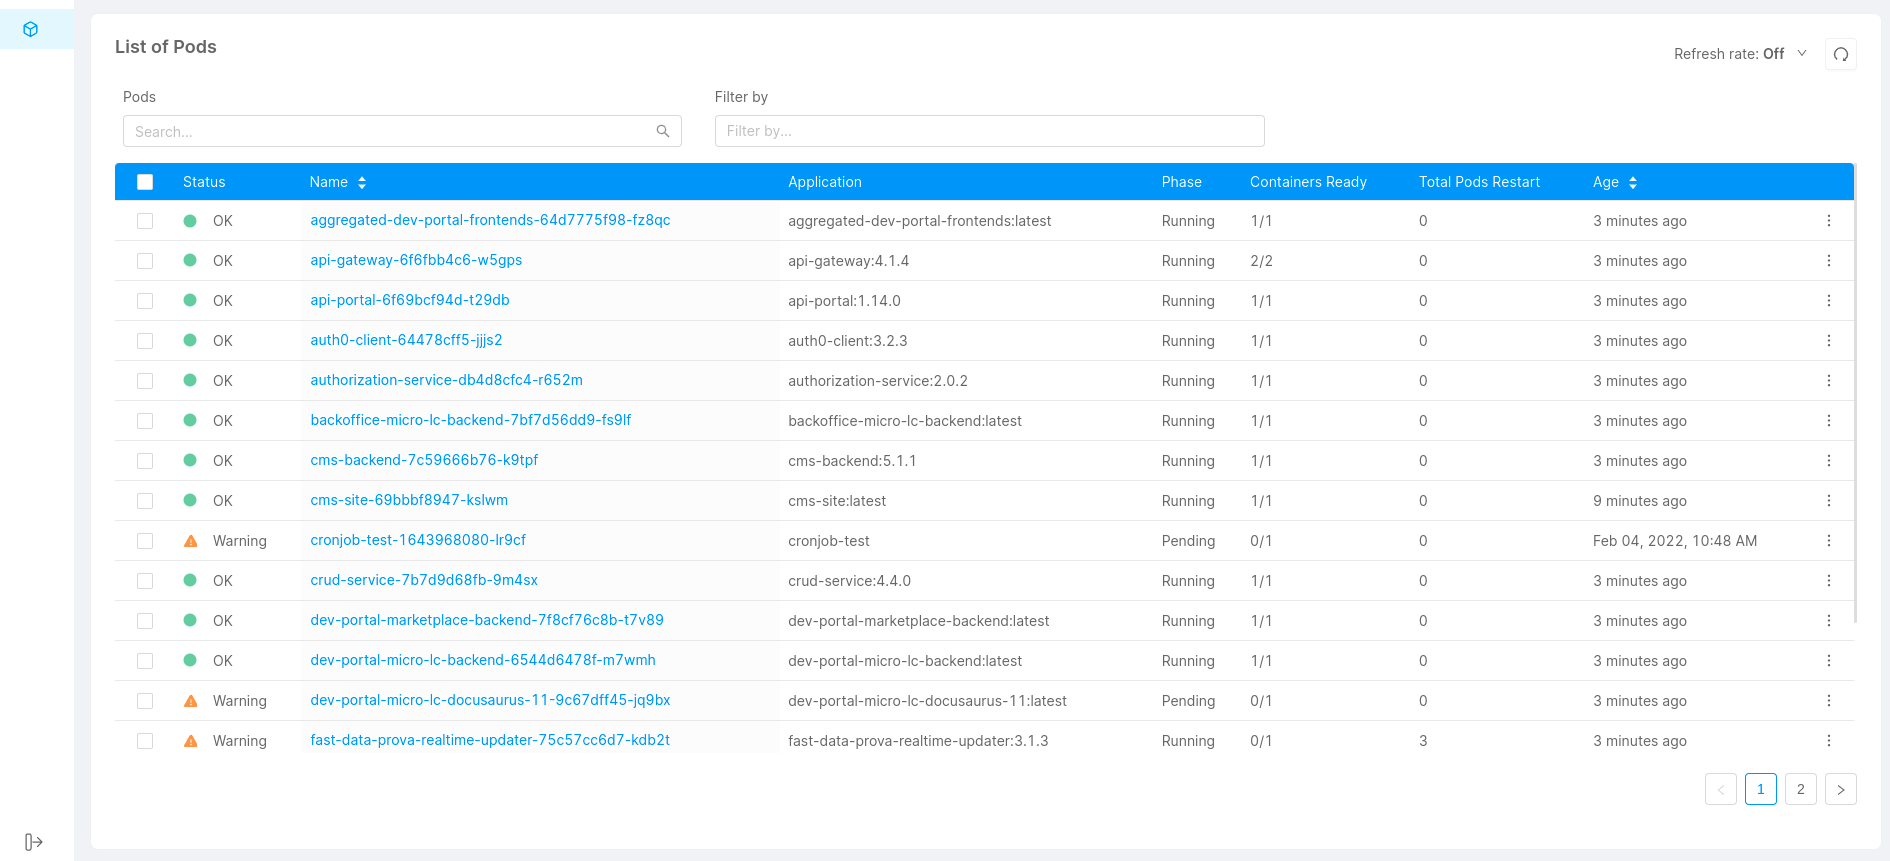 List of Pods
Refresh rate: Off
Pods
Filter by
Search...
Filter by...
Status Name Application Phase Containers Ready Total Pods Restart Age
OK aggregated-dev-portal-frontends-64d7775f98-fz8qc aggregated-dev-portal-frontends:latest Running 1/1 0 3 minutes ago
OK api-gateway-6f6fbb4c6-w5gps api-gateway:4.1.4 Running 2/2 0 3 minutes ago
OK api-portal-6f69bcf94d-t29db api-portal:1.14.0 Running 1/1 0 3 minutes ago
OK auth0-client-64478cff5-jjjs2 auth0-client:3.2.3 Running 1/1 0 3 minutes ago
OK authorization-service-db4d8cfc4-r652m authorization-service:2.0.2 Running 1/1 0 3 minutes ago
OK backoffice-micro-lc-backend-7bf7d56dd9-fs9lf backoffice-micro-lc-backend:latest Running 1/1 0 3 minutes ago
OK cms-backend-7c59666b76-k9tpf cms-backend:5.1.1 Running 1/1 0 3 minutes ago
OK cms-site-69bbbf8947-kslwm cms-site:latest Running 1/1 0 9 minutes ago
Warning cronjob-test-1643968080-lr9cf cronjob-test Pending 0/1 0 Feb 04, 2022, 10:48 AM
OK crud-service-7b7d9d68fb-9m4sx crud-service:4.4.0 Running 1/1 0 3 minutes ago
OK dev-portal-marketplace-backend-7f8cf76c8b-t7v89 dev-portal-marketplace-backend:latest Running 1/1 0 3 minutes ago
OK dev-portal-micro-lc-backend-6544d6478f-m7wmh dev-portal-micro-lc-backend:latest Running 1/1 0 3 minutes ago
Warning dev-portal-micro-lc-docusaurus-11-9c67dff45-jq9bx dev-portal-micro-lc-docusaurus-11:latest Pending 0/1 0 3 minutes ago
Warning fast-data-prova-realtime-updater-75c57cc6d7-kdb2t fast-data-prova-realtime-updater:3.1.3 Running 0/1 3 3 minutes ago
1 2